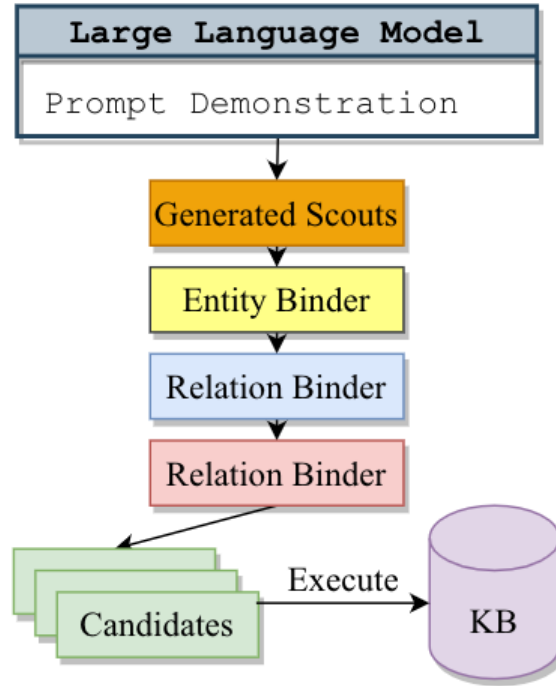 Large Language Model
Prompt Demonstration
Generated Scouts
Entity Binder
Relation Binder
Relation Binder
Candidates
Execute
KB